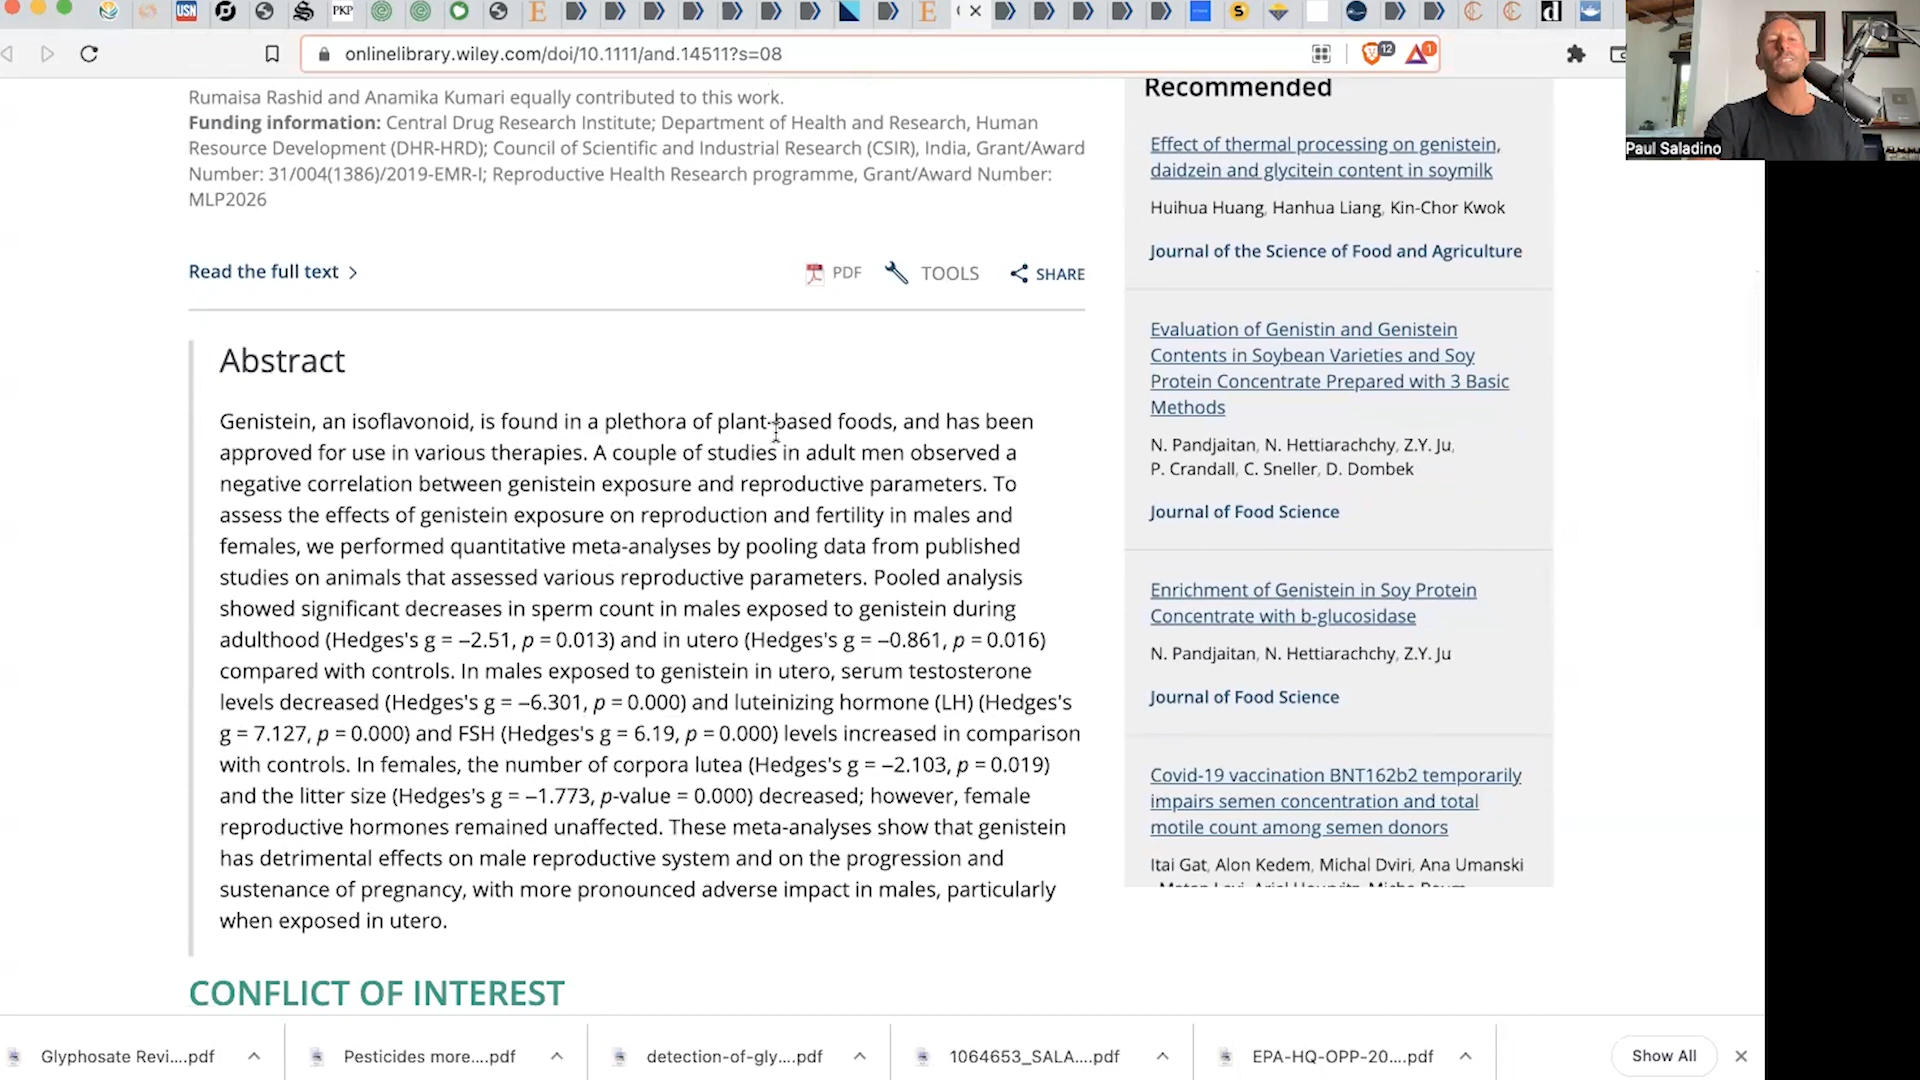 USN
PKP
E
E
S
d
onlinelibrary.wiley.com/doi/10.1111/and.14511?s=08
12
1
Paul Saladino
Rumaisa Rashid and Anamika Kumari equally contributed to this work.
Funding information: Central Drug Research Institute; Department of Health and Research, Human
Resource Development (DHR-HRD); Council of Scientific and Industrial Research (CSIR), India, Grant/Award
Number: 31/004(1386)/2019-EMR-I; Reproductive Health Research programme, Grant/Award Number:
MLP2026
Read the full text
PDF
TOOLS
SHARE
Abstract
Genistein, an isoflavonoid, is found in a plethora of plant-based foods, and has been
approved for use in various therapies. A couple of studies in adult men observed a
negative correlation between genistein exposure and reproductive parameters. To
assess the effects of genistein exposure on reproduction and fertility in males and
females, we performed quantitative meta-analyses by pooling data from published
studies on animals that assessed various reproductive parameters. Pooled analysis
showed significant decreases in sperm count in males exposed to genistein during
adulthood (Hedges's g = −2.51, p = 0.013) and in utero (Hedges's g = −0.861, p = 0.016)
compared with controls. In males exposed to genistein in utero, serum testosterone
levels decreased (Hedges's g = −6.301, p = 0.000) and luteinizing hormone (LH) (Hedges's
g = 7.127, p = 0.000) and FSH (Hedges's g = 6.19, p = 0.000) levels increased in comparison
with controls. In females, the number of corpora lutea (Hedges's g = −2.103, p = 0.019)
and the litter size (Hedges's g = −1.773, p-value = 0.000) decreased; however, female
reproductive hormones remained unaffected. These meta-analyses show that genistein
has detrimental effects on male reproductive system and on the progression and
sustenance of pregnancy, with more pronounced adverse impact in males, particularly
when exposed in utero.
CONFLICT OF INTEREST
Recommended
Effect of thermal processing on genistein,
daidzein and glycitein content in soymilk
Huihua Huang, Hanhua Liang, Kin-Chor Kwok
Journal of the Science of Food and Agriculture
Evaluation of Genistin and Genistein
Contents in Soybean Varieties and Soy
Protein Concentrate Prepared with 3 Basic
Methods
N. Pandjaitan, N. Hettiarachchy, Z.Y. Ju,
P. Crandall, C. Sneller, D. Dombek
Journal of Food Science
Enrichment of Genistein in Soy Protein
Concentrate with b-glucosidase
N. Pandjaitan, N. Hettiarachchy, Z.Y. Ju
Journal of Food Science
Covid-19 vaccination BNT162b2 temporarily
impairs semen concentration and total
motile count among semen donors
Itai Gat, Alon Kedem, Michal Dviri, Ana Umanski
Glyphosate Revi....pdf
Pesticides more....pdf
detection-of-gly....pdf
1064653_SALA....pdf
EPA-HQ-OPP-20....pdf
Show All